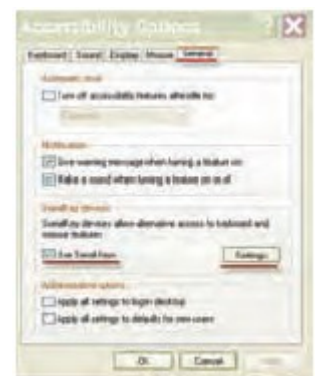 Accessibility Options
Keyboard Sound Display Mouse General
Automatic reset
Turn off accessibility features after idle for:
Notification
Give warning message when turning a feature on
Make a sound when turning a feature on or off
SerialKey devices
SerialKey devices allow alternative access to keyboard and
mouse features
Use Serial Keys
Settings
Administrative options
Apply all settings to logon desktop
Apply all settings to defaults for new users
OK Cancel